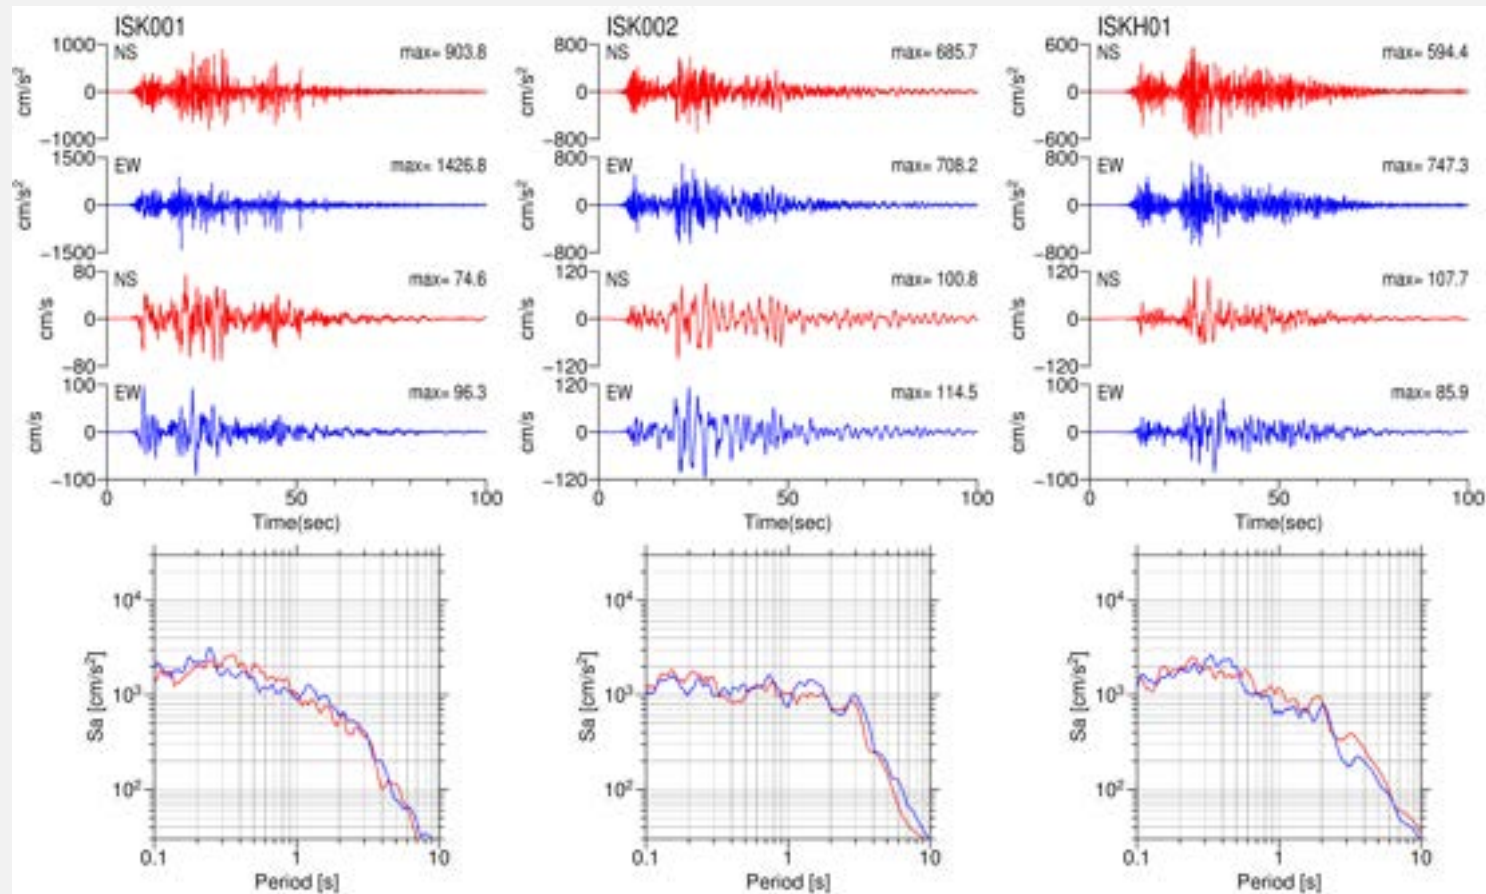 ISK001
1000
NS
max= 903.8
cm/s²
0
−1000
1500
EW
max= 1426.8
cm/s²
0
−1500
80
NS
max= 74.6
cm/s
0
−80
100
EW
max= 96.3
cm/s
0
−100
0 50 100
Time(sec)
ISK002
800
NS
max= 685.7
cm/s²
0
−800
800
EW
max= 708.2
cm/s²
0
−800
120
NS
max= 100.8
cm/s
0
−120
120
EW
max= 114.5
cm/s
0
−120
0 50 100
Time(sec)
ISKH01
600
NS
max= 594.4
cm/s²
0
−600
800
EW
max= 747.3
cm/s²
0
−800
120
NS
max= 107.7
cm/s
0
−120
100
EW
max= 85.9
cm/s
0
−100
0 50 100
Time(sec)
10⁴
10³
10²
Sa [cm/s²]
0.1 1 10
Period [s]
10⁴
10³
10²
Sa [cm/s²]
0.1 1 10
Period [s]
10⁴
10³
10²
Sa [cm/s²]
0.1 1 10
Period [s]